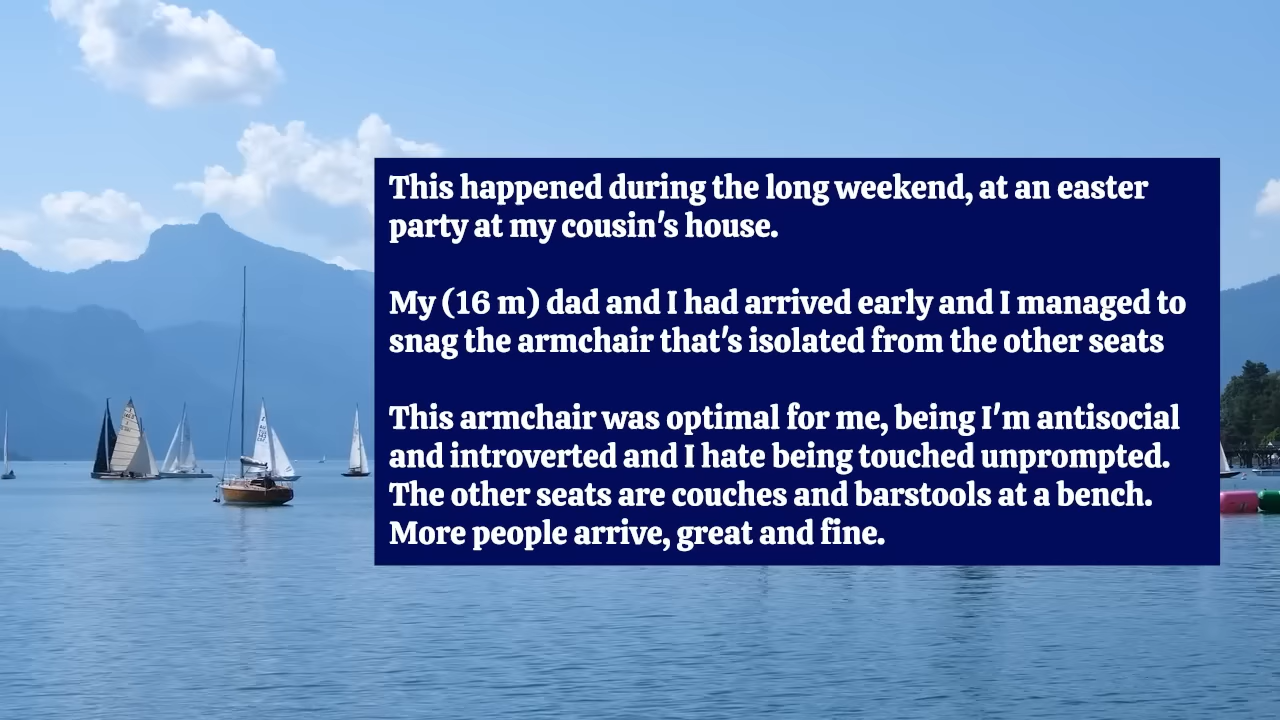 This happened during the long weekend, at an easter
party at my cousin's house.
My (16 m) dad and I had arrived early and I managed to
snag the armchair that's isolated from the other seats
This armchair was optimal for me, being I'm antisocial
and introverted and I hate being touched unprompted.
The other seats are couches and barstools at a bench.
More people arrive, great and fine.